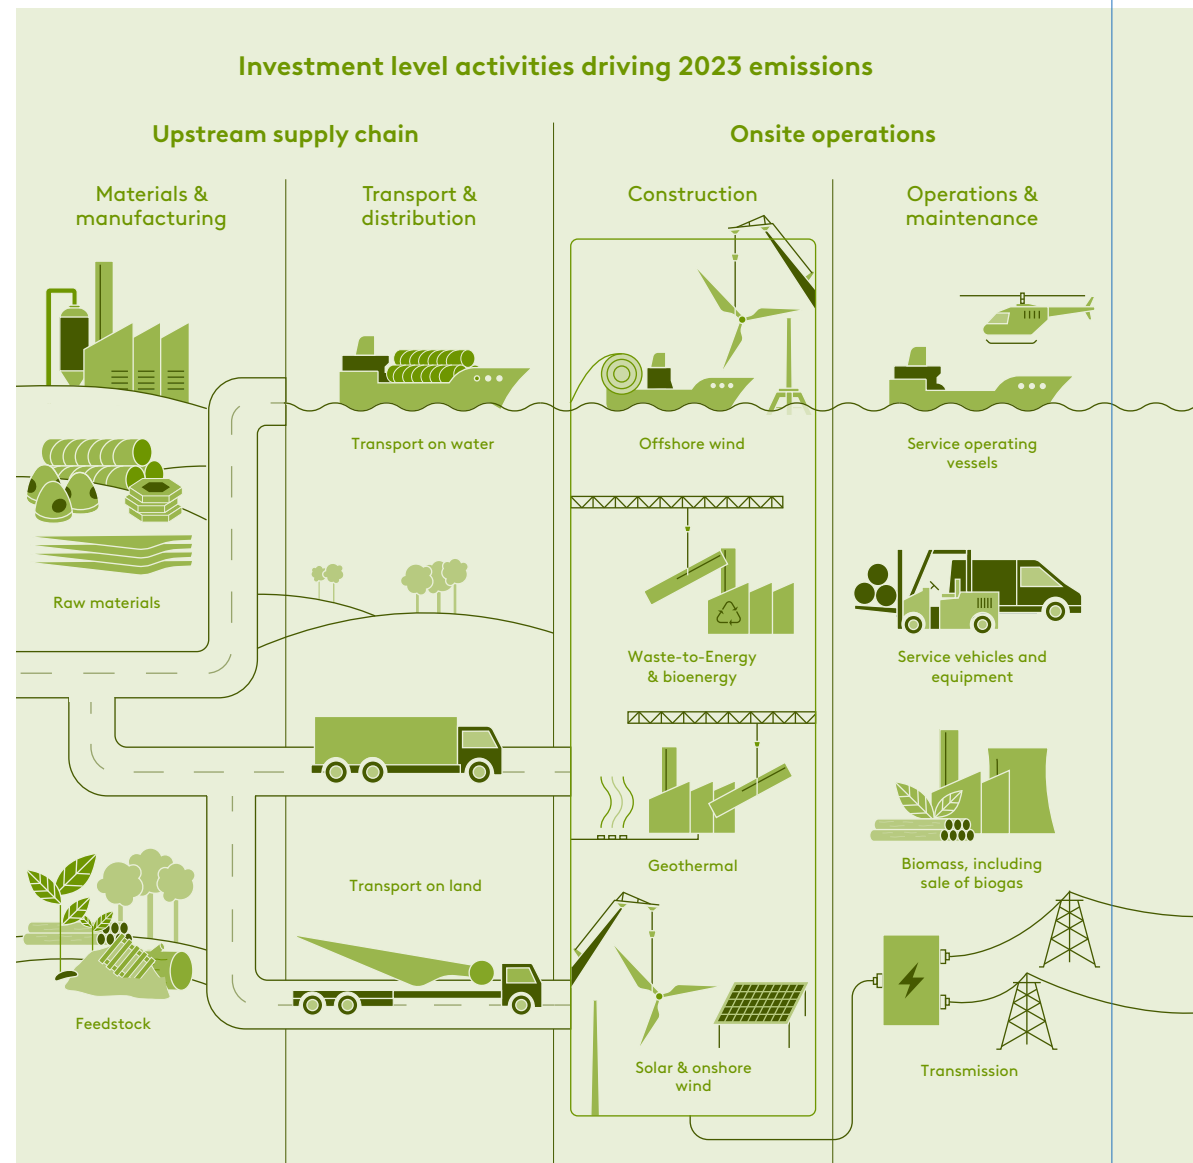 Investment level activities driving 2023 emissions
Upstream supply chain
Onsite operations
Materials &
manufacturing
Transport &
distribution
Construction
Operations &
maintenance
Transport on water
Offshore wind
Service operating
vessels
Raw materials
Waste-to-Energy
& bioenergy
Service vehicles and
equipment
Geothermal
Biomass, including
sale of biogas
Transport on land
Feedstock
Solar & onshore
wind
Transmission